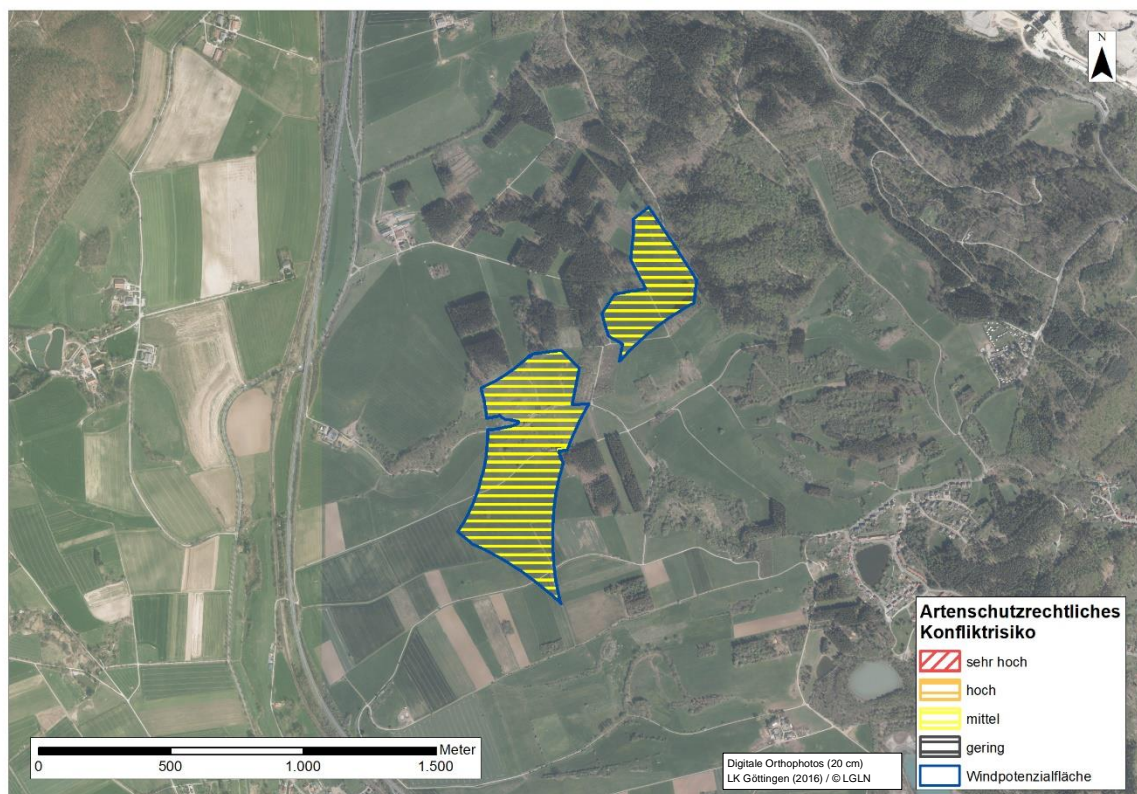 N
Artenschutzrechtliches
Konfliktrisiko
sehr hoch
hoch
mittel
gering
Windpotenzialfläche
Meter
0 500 1.000 1.500
Digitale Orthophotos (20 cm)
LK Göttingen (2016) / © LGLN